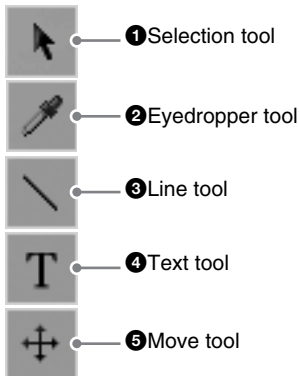 ❶Selection tool
❷Eyedropper tool
❸Line tool
T ❹Text tool
❺Move tool